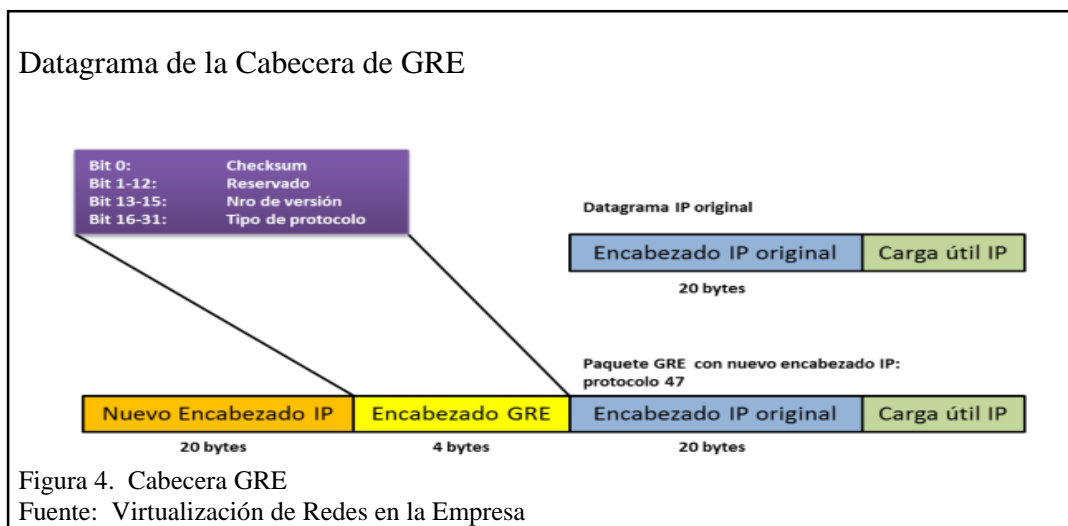 Datagrama de la Cabecera de GRE
Bit 0: Checksum
Bit 1-12: Reservado
Bit 13-15: Nro de versión
Bit 16-31: Tipo de protocolo
Datagrama IP original
Encabezado IP original Carga útil IP
20 bytes
Paquete GRE con nuevo encabezado IP:
protocolo 47
Nuevo Encabezado IP Encabezado GRE Encabezado IP original Carga útil IP
20 bytes 4 bytes 20 bytes
Figura 4. Cabecera GRE
Fuente: Virtualización de Redes en la Empresa